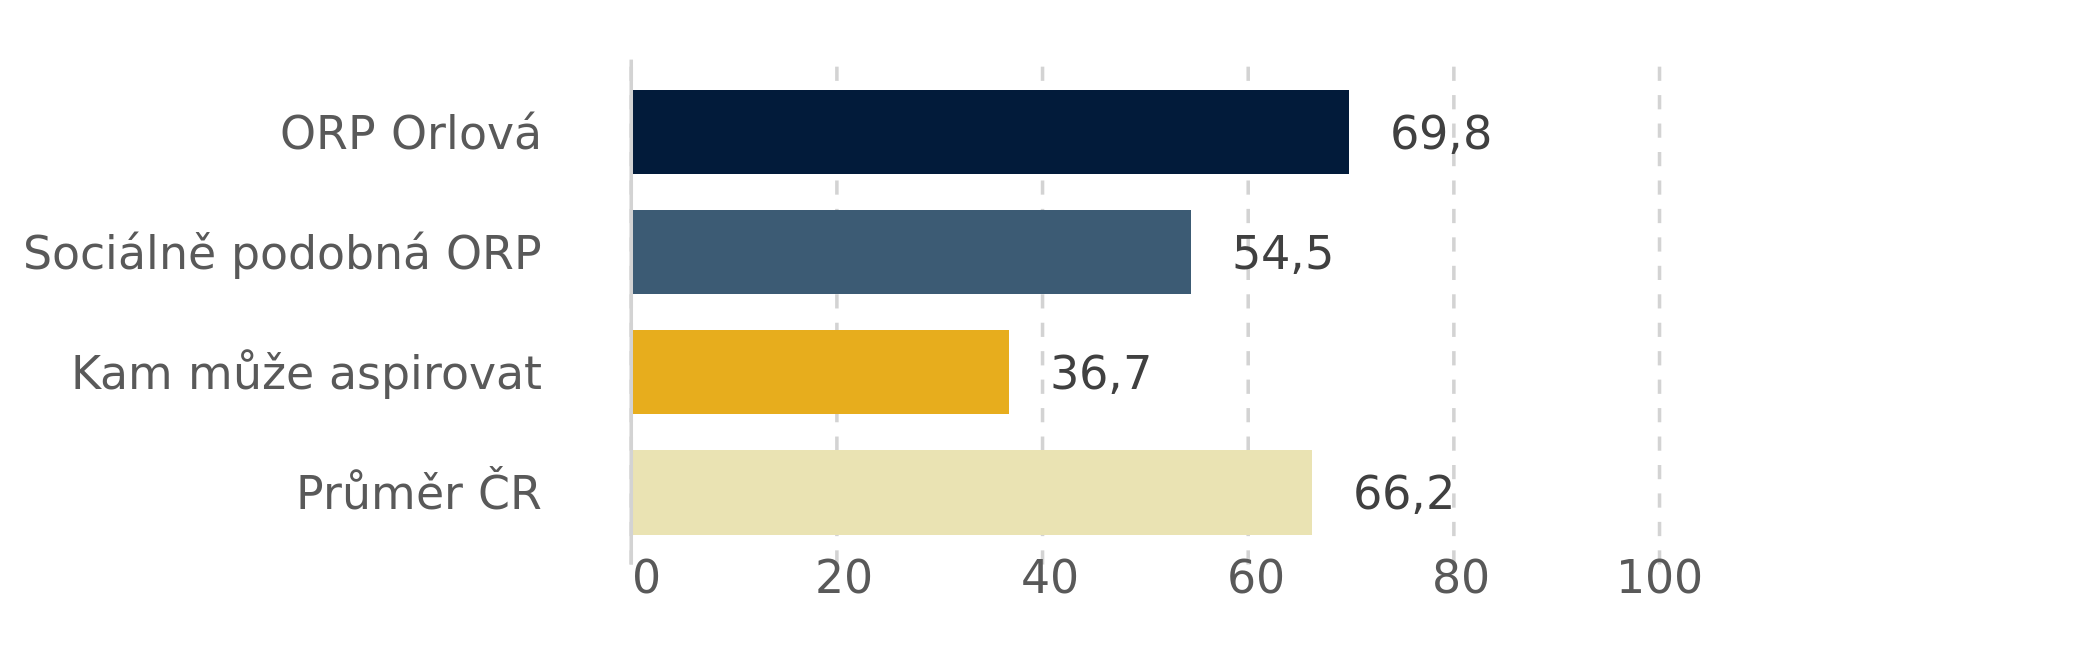 ORP Orlová 69,8
Sociálně podobná ORP 54,5
Kam může aspirovat 36,7
Průměr ČR 66,2
0 20 40 60 80 100